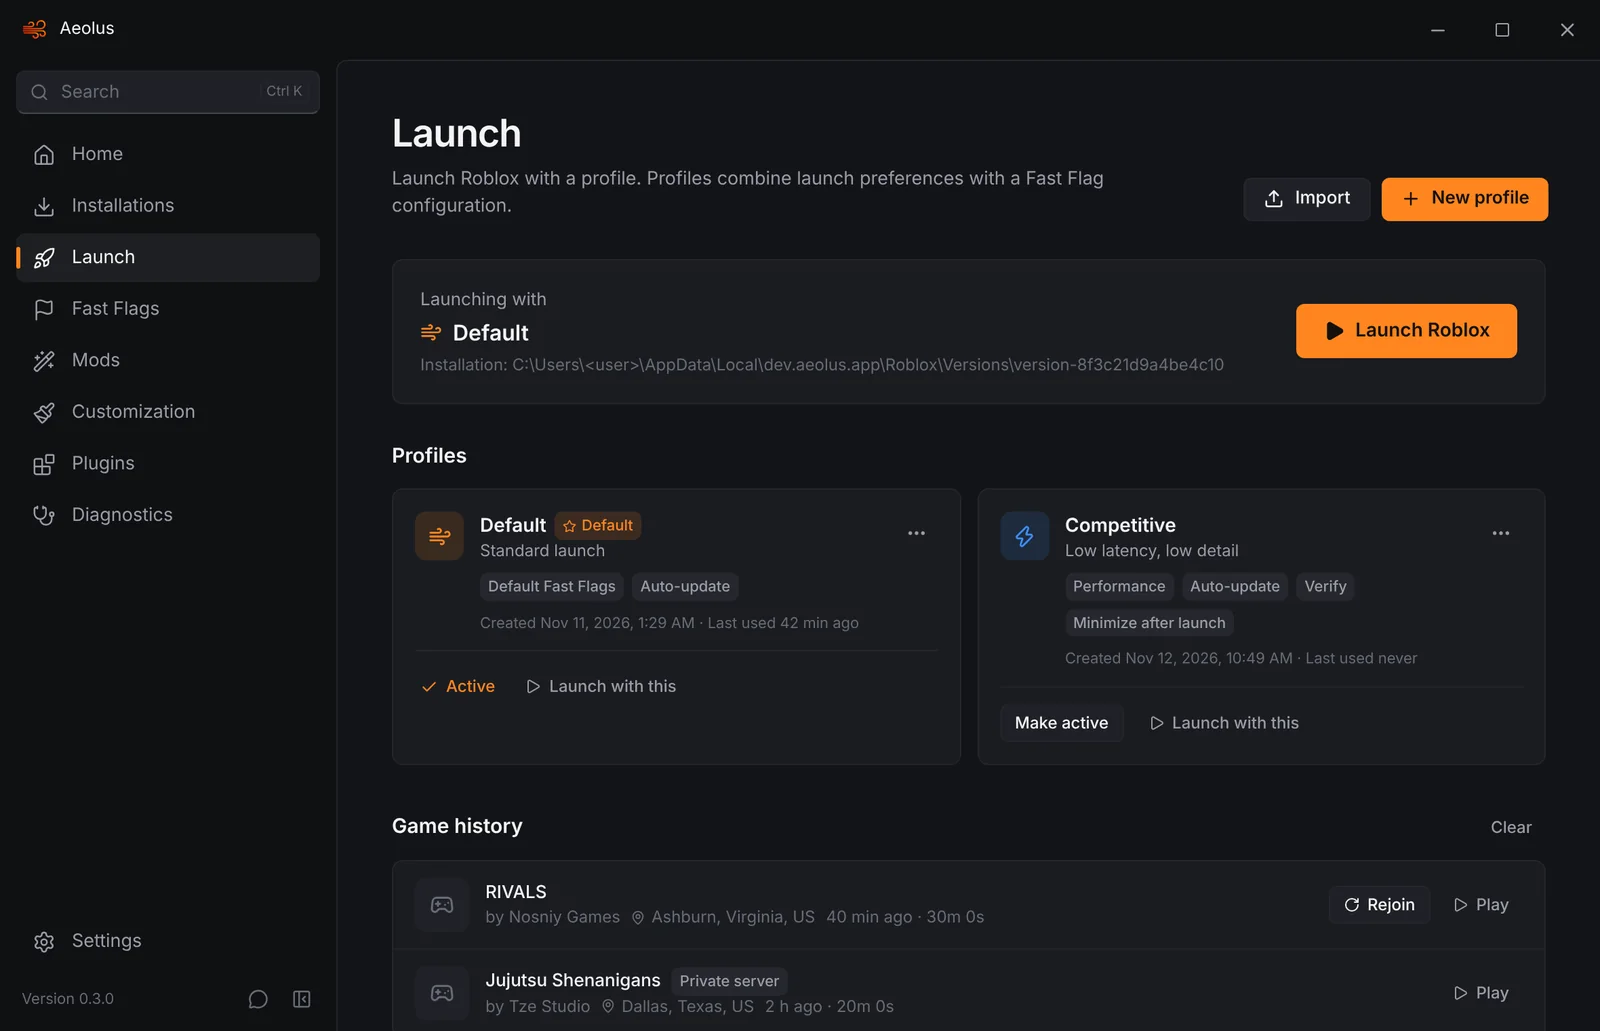 Aeolus
Search
Ctrl K
Home
Installations
Launch
Fast Flags
Mods
Customization
Plugins
Diagnostics
Settings
Version 0.3.0
Launch
Launch Roblox with a profile. Profiles combine launch preferences with a Fast Flag
configuration.
Import
New profile
Launching with
Default
Installation: C:\Users\<user>\AppData\Local\dev.aeolus.app\Roblox\Versions\version-8f3c21d9a4be4c10
Launch Roblox
Profiles
Default
Default
Standard launch
Default Fast Flags
Auto-update
Created Nov 11, 2026, 1:29 AM · Last used 42 min ago
Active
Launch with this
Competitive
Low latency, low detail
Performance
Auto-update
Verify
Minimize after launch
Created Nov 12, 2026, 10:49 AM · Last used never
Make active
Launch with this
Game history
Clear
RIVALS
by Nosniy Games Ashburn, Virginia, US 40 min ago · 30m 0s
Rejoin
Play
Jujutsu Shenanigans
Private server
by Tze Studio Dallas, Texas, US 2 h ago · 20m 0s
Play